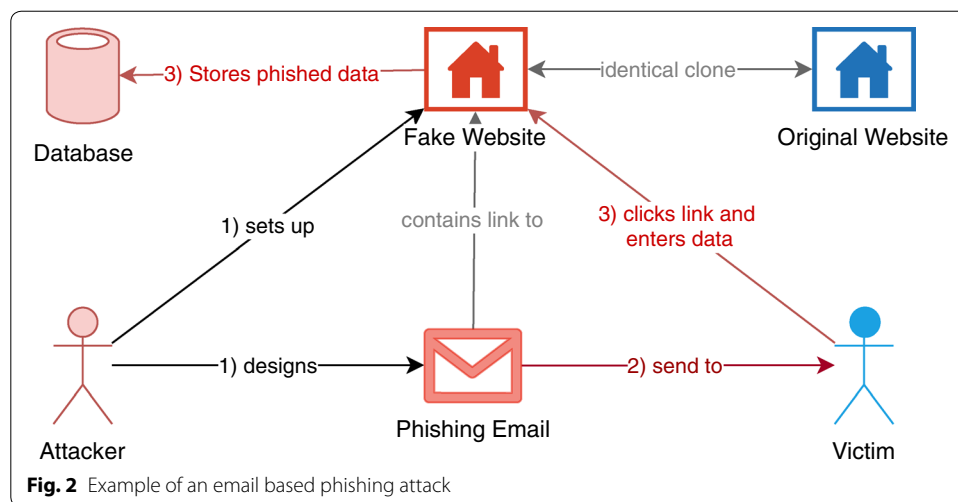 3) Stores phished data
identical clone
Database
Fake Website
Original Website
1) sets up
contains link to
3) clicks link and
enters data
1) designs
2) send to
Attacker
Phishing Email
Victim
Fig. 2 Example of an email based phishing attack